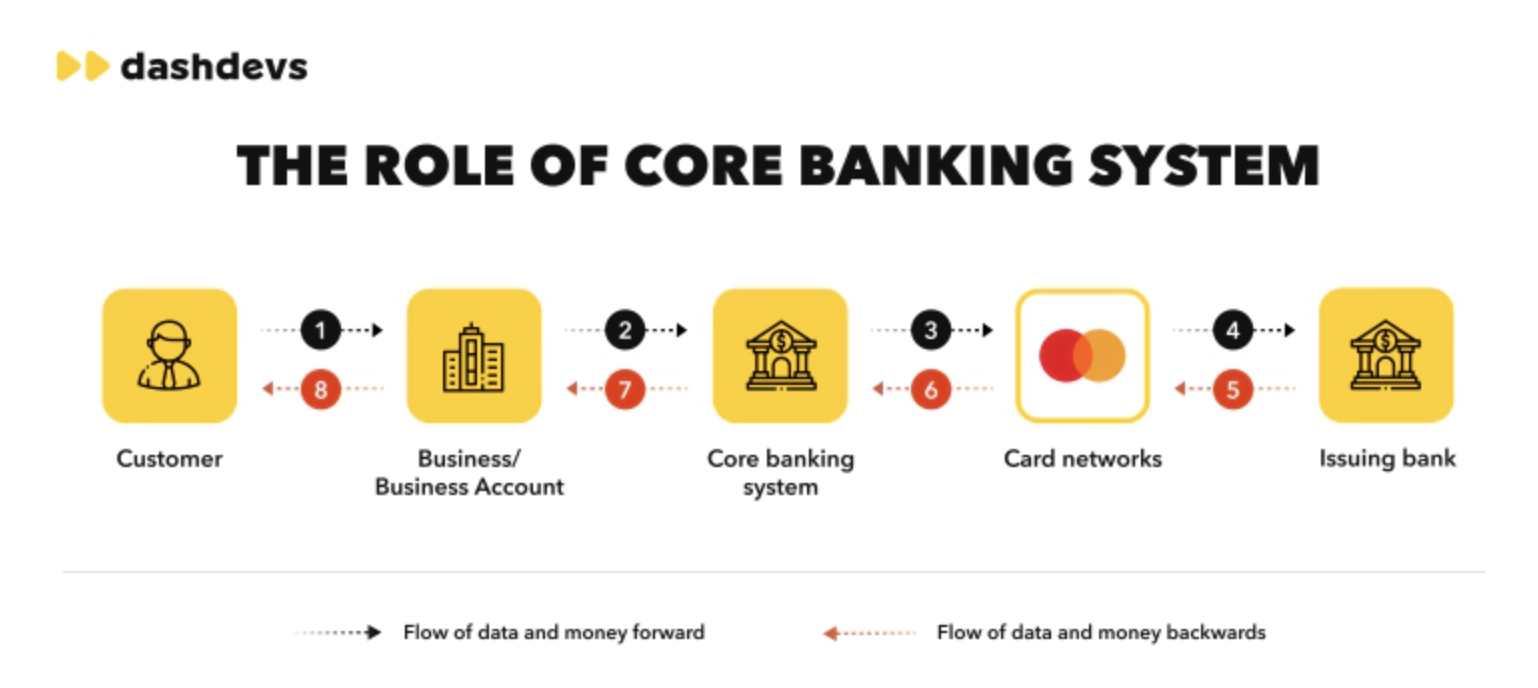 dashdevs
THE ROLE OF CORE BANKING SYSTEM
1
2
3
4
8
7
6
5
Customer
Business/
Business Account
Core banking
system
Card networks
Issuing bank
Flow of data and money forward
Flow of data and money backwards